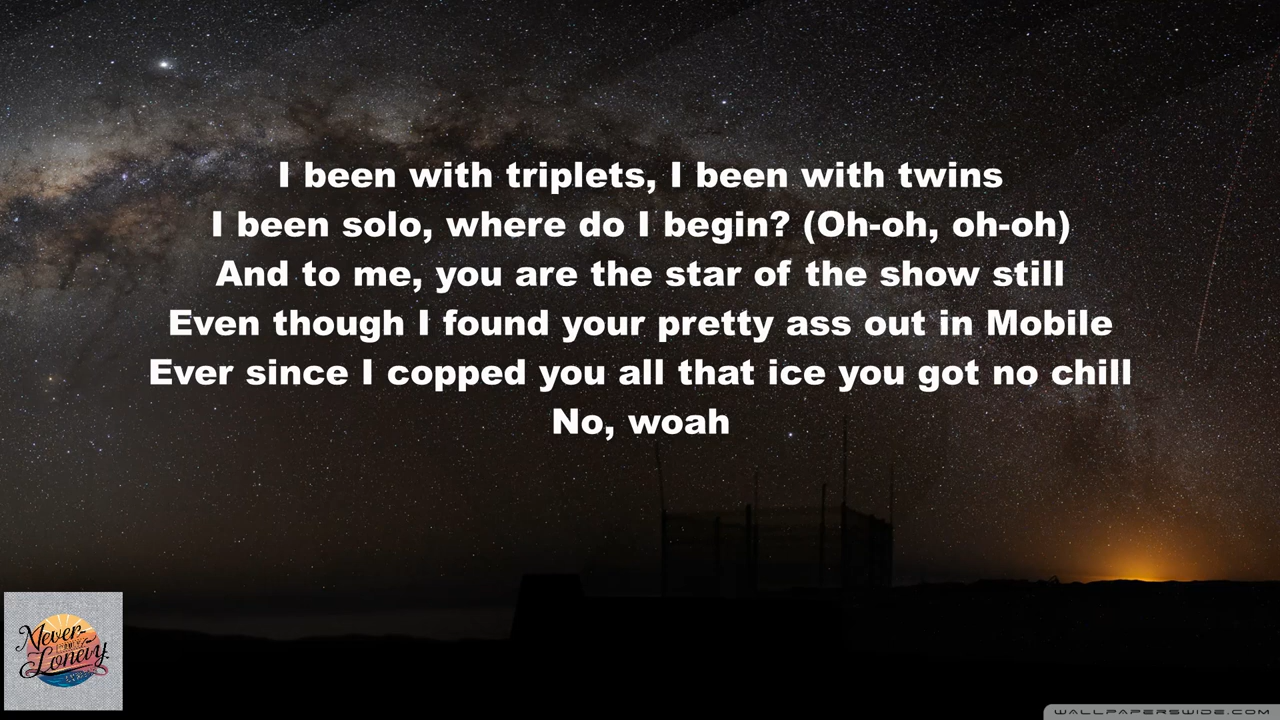 I been with triplets, I been with twins
I been solo, where do I begin? (Oh-oh, oh-oh)
And to me, you are the star of the show still
Even though I found your pretty ass out in Mobile
Ever since I copped you all that ice you got no chill
No, woah
Never-
Lonely
WALLPAPERSWIDE.COM